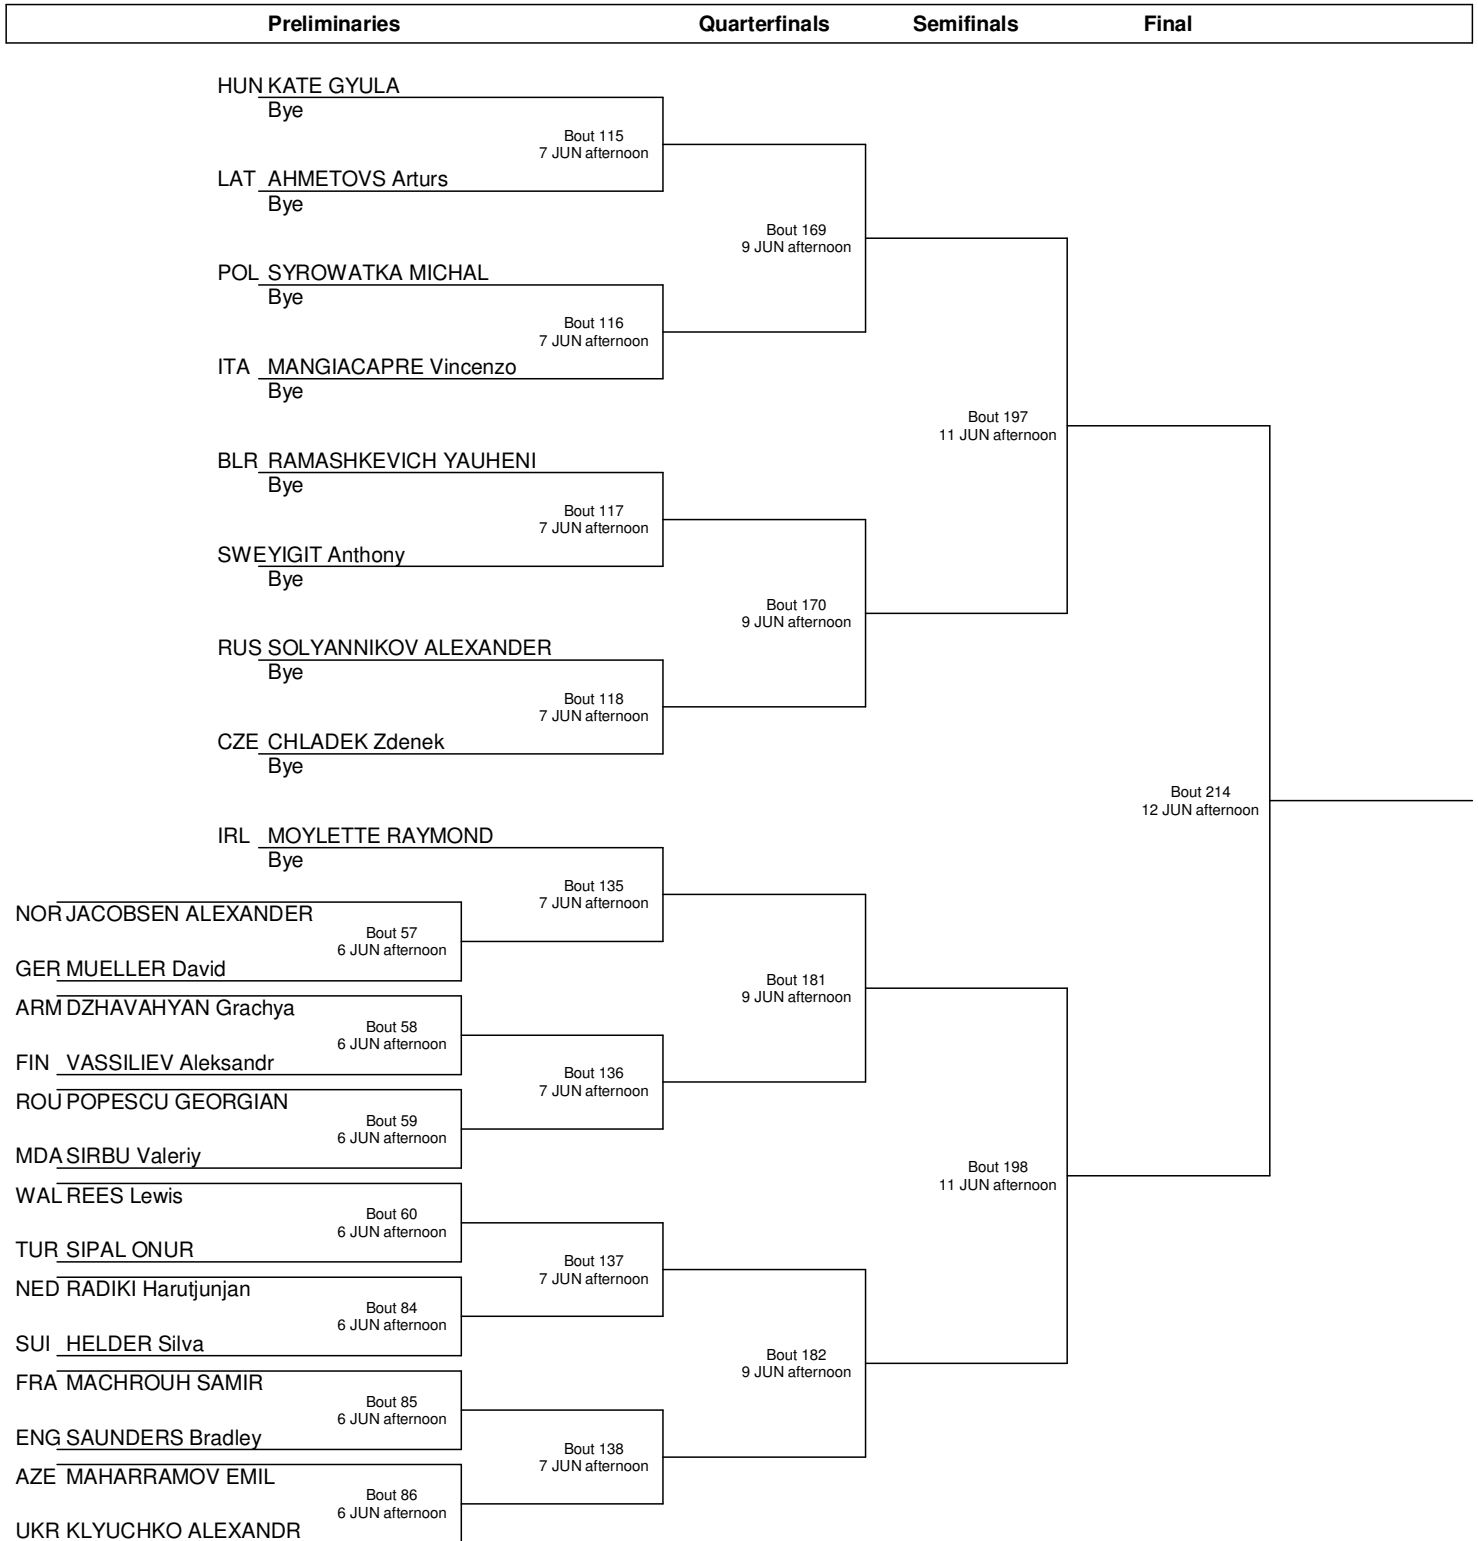 Preliminaries Quarterfinals Semifinals Final
HUN KATE GYULA
Bye
Bout 115
7 JUN afternoon
LAT AHMETOVS Arturs
Bye
Bout 169
9 JUN afternoon
POL SYROWATKA MICHAL
Bye
Bout 116
7 JUN afternoon
ITA MANGIACAPRE Vincenzo
Bye
Bout 197
11 JUN afternoon
BLR RAMASHKEVICH YAUHENI
Bye
Bout 117
7 JUN afternoon
SWE YIGIT Anthony
Bye
Bout 170
9 JUN afternoon
RUS SOLYANNIKOV ALEXANDER
Bye
Bout 118
7 JUN afternoon
CZE CHLADEK Zdenek
Bye
Bout 214
12 JUN afternoon
IRL MOYLETTE RAYMOND
Bye
Bout 135
7 JUN afternoon
NOR JACOBSEN ALEXANDER
Bout 57
6 JUN afternoon
GER MUELLER David
Bout 181
9 JUN afternoon
ARM DZHAVAHYAN Grachya
Bout 58
6 JUN afternoon
FIN VASSILIEV Aleksandr
Bout 136
7 JUN afternoon
ROU POPESCU GEORGIAN
Bout 59
6 JUN afternoon
MDA SIRBU Valeriy
Bout 198
11 JUN afternoon
WAL REES Lewis
Bout 60
6 JUN afternoon
TUR SIPAL ONUR
Bout 137
7 JUN afternoon
NED RADIKI Harutjunjan
Bout 84
6 JUN afternoon
SUI HELDER Silva
Bout 182
9 JUN afternoon
FRA MACHROUH SAMIR
Bout 85
6 JUN afternoon
ENG SAUNDERS Bradley
Bout 138
7 JUN afternoon
AZE MAHARRAMOV EMIL
Bout 86
6 JUN afternoon
UKR KLYUCHKO ALEXANDR